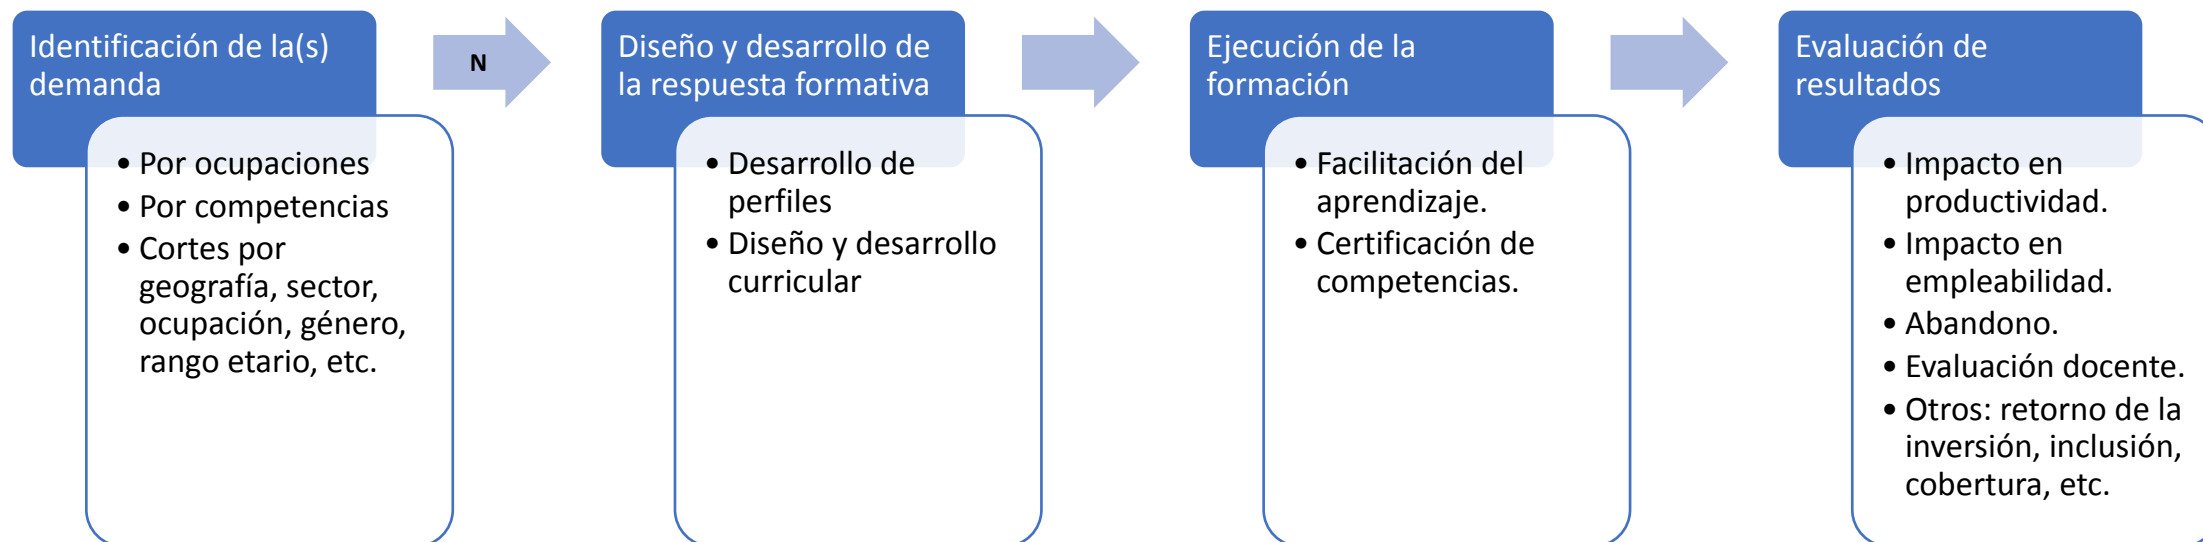 Identificación de la(s)
demanda
• Por ocupaciones
• Por competencias
• Cortes por
geografía, sector,
ocupación, género,
rango etario, etc.
N
Diseño y desarrollo de
la respuesta formativa
• Desarrollo de
perfiles
• Diseño y desarrollo
curricular
Ejecución de la
formación
• Facilitación del
aprendizaje.
• Certificación de
competencias.
Evaluación de
resultados
• Impacto en
productividad.
• Impacto en
empleabilidad.
• Abandono.
• Evaluación docente.
• Otros: retorno de la
inversión, inclusión,
cobertura, etc.